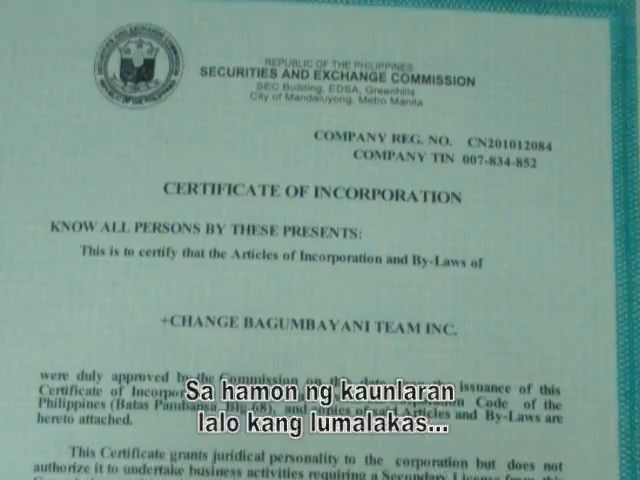 REPUBLIC OF THE PHILIPPINES
SECURITIES AND EXCHANGE COMMISSION
SEC Building, EDSA, Greenhills
City of Mandaluyong, Metro Manila
COMPANY REG. NO. CN201012084
COMPANY TIN 007-834-852
CERTIFICATE OF INCORPORATION
KNOW ALL PERSONS BY THESE PRESENTS:
This is to certify that the Articles of Incorporation and By-Laws of
+CHANGE BAGUMBAYANI TEAM INC.
were duly approved by the Commission on the date upon the issuance of this
Certificate of Code of the
Philippines (Batas Pambansa Blg. 68), and copies of said Articles and By-Laws are
hereto attached.
Sa hamon ng kaunlaran
lalo kang lumalakas...
This Certificate grants juridical personality to the corporation but does not
authorize it to undertake business activities requiring a Secondary License from this